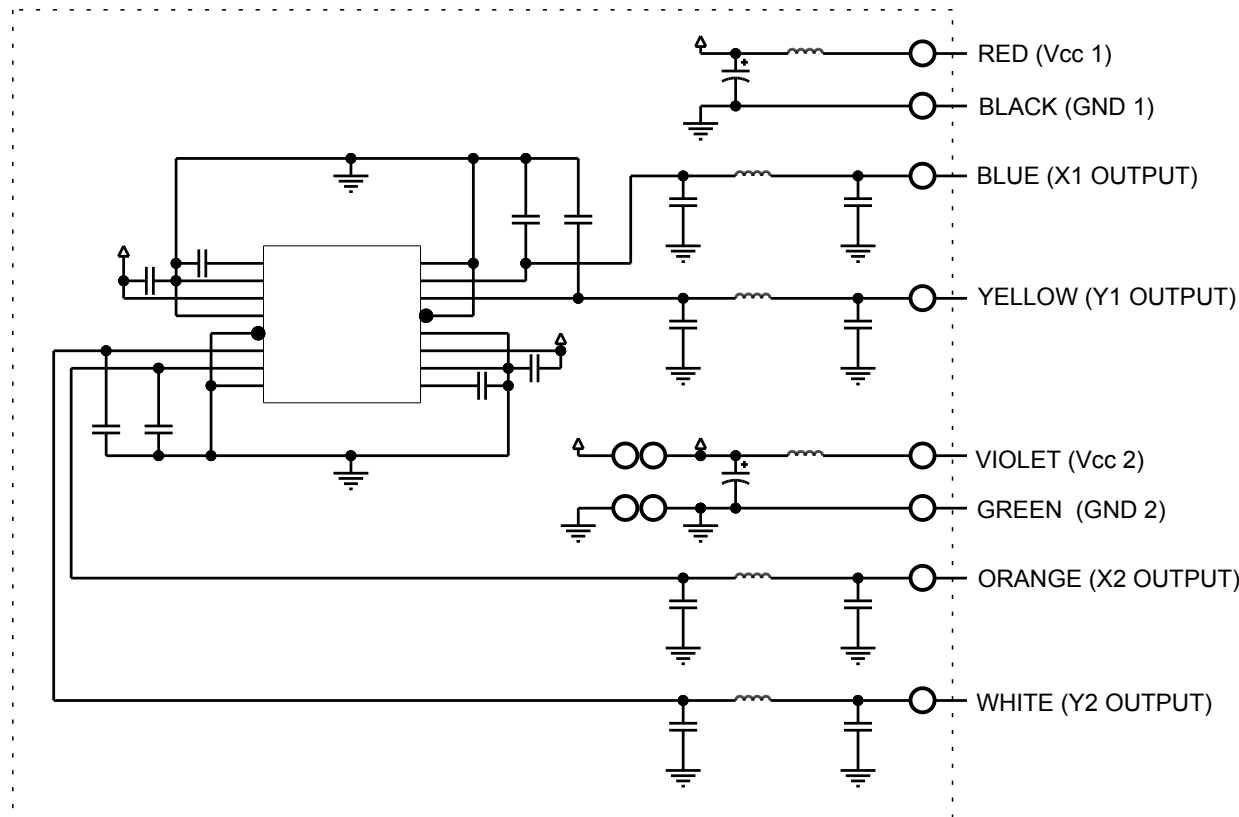 RED (Vcc 1)
BLACK (GND 1)
BLUE (X1 OUTPUT)
YELLOW (Y1 OUTPUT)
VIOLET (Vcc 2)
GREEN (GND 2)
ORANGE (X2 OUTPUT)
WHITE (Y2 OUTPUT)